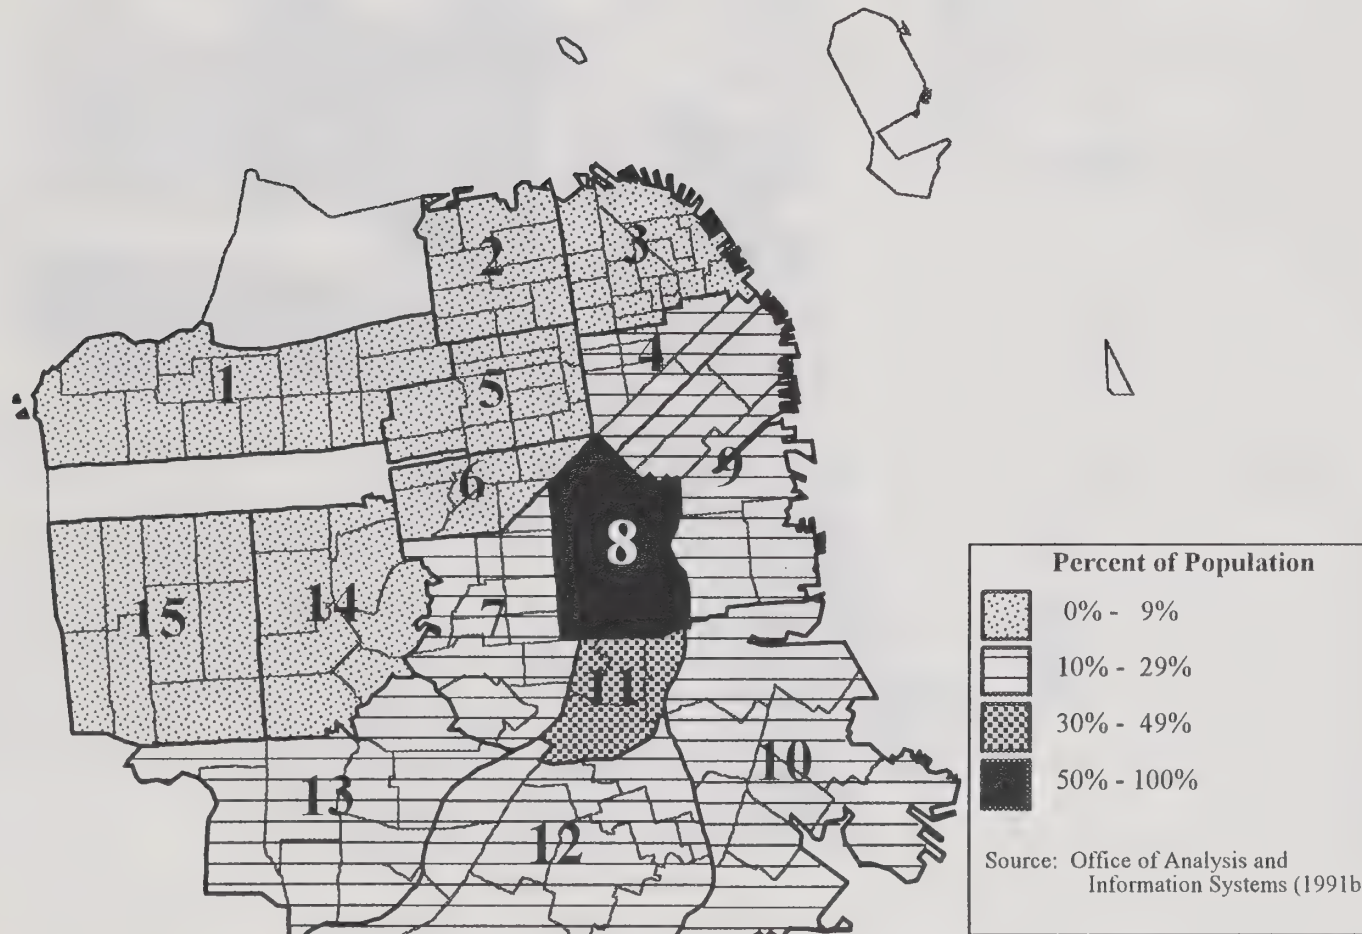 2
3
4
1
5
9
6
8
15
14
7
11
10
13
12
Percent of Population
0% - 9%
10% - 29%
30% - 49%
50% - 100%
Source: Office of Analysis and
Information Systems (1991b